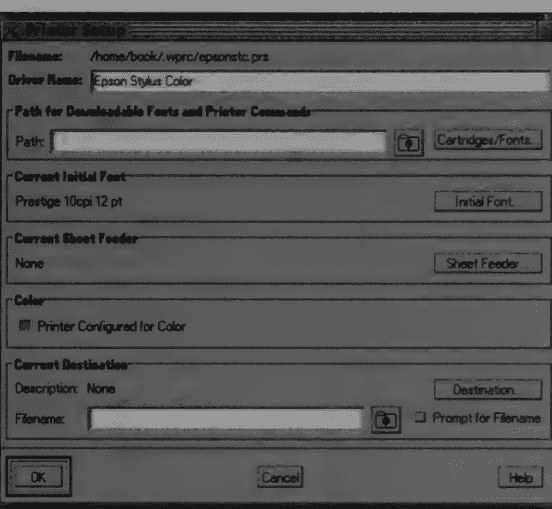 Printer Setup
Filename: /home/book/.wprc/epsonstc.prs
Driver Name: Epson Stylus Color
Path for Downloadable Fonts and Printer Commands
Path: Cartridges/Fonts...
Current Initial Font
Prestige 10cpi 12 pt Initial Font...
Current Sheet Feeder
None Sheet Feeder...
Color
Printer Configured for Color
Current Destination
Description: None Destination...
Filename: Prompt for Filename
OK Cancel Help